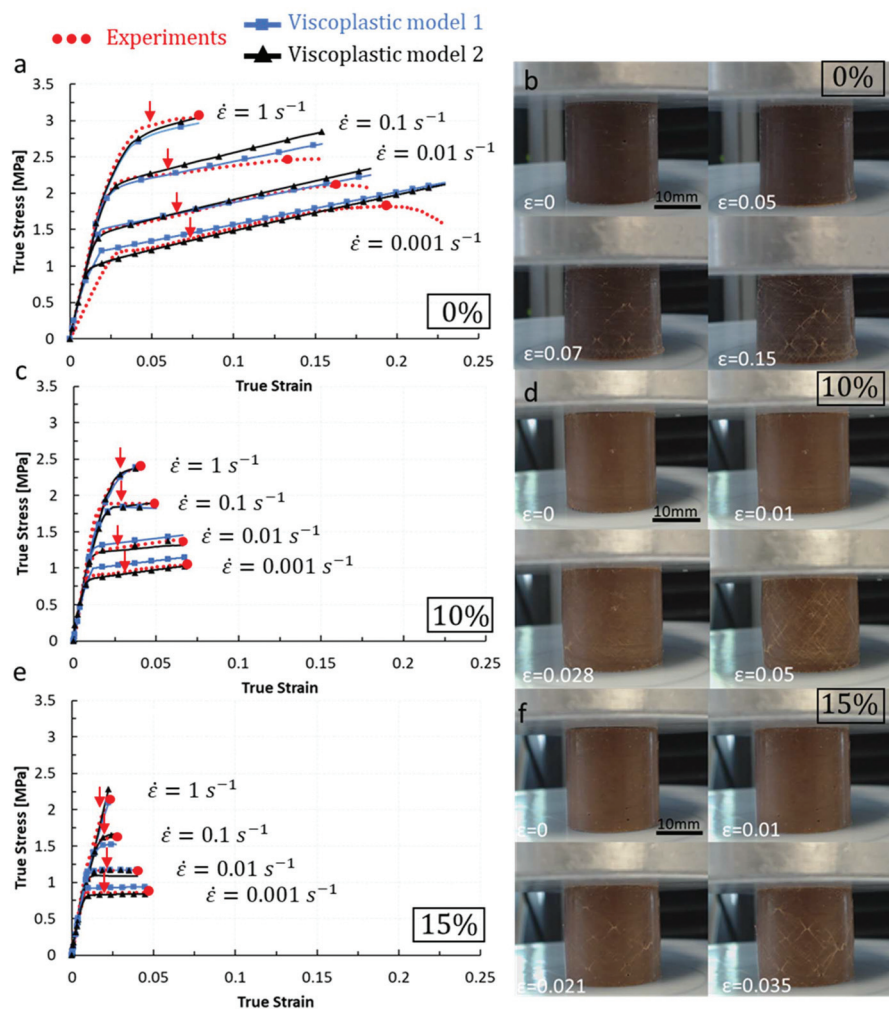 Experiments
Viscoplastic model 1
Viscoplastic model 2
a
True Stress [MPa]
3.5
3
2.5
2
1.5
1
0.5
0
ε̇ = 1 s⁻¹
ε̇ = 0.1 s⁻¹
ε̇ = 0.01 s⁻¹
ε̇ = 0.001 s⁻¹
0%
0 0.05 0.1 0.15 0.2 0.25
True Strain
b
0%
ε=0
10mm
ε=0.05
ε=0.07
ε=0.15
c
True Stress [MPa]
3.5
3
2.5
2
1.5
1
0.5
0
ε̇ = 1 s⁻¹
ε̇ = 0.1 s⁻¹
ε̇ = 0.01 s⁻¹
ε̇ = 0.001 s⁻¹
10%
0 0.05 0.1 0.15 0.2 0.25
True Strain
d
10%
ε=0
10mm
ε=0.01
ε=0.028
ε=0.05
e
True Stress [MPa]
3.5
3
2.5
2
1.5
1
0.5
0
ε̇ = 1 s⁻¹
ε̇ = 0.1 s⁻¹
ε̇ = 0.01 s⁻¹
ε̇ = 0.001 s⁻¹
15%
0 0.05 0.1 0.15 0.2 0.25
True Strain
f
15%
ε=0
10mm
ε=0.01
ε=0.021
ε=0.035